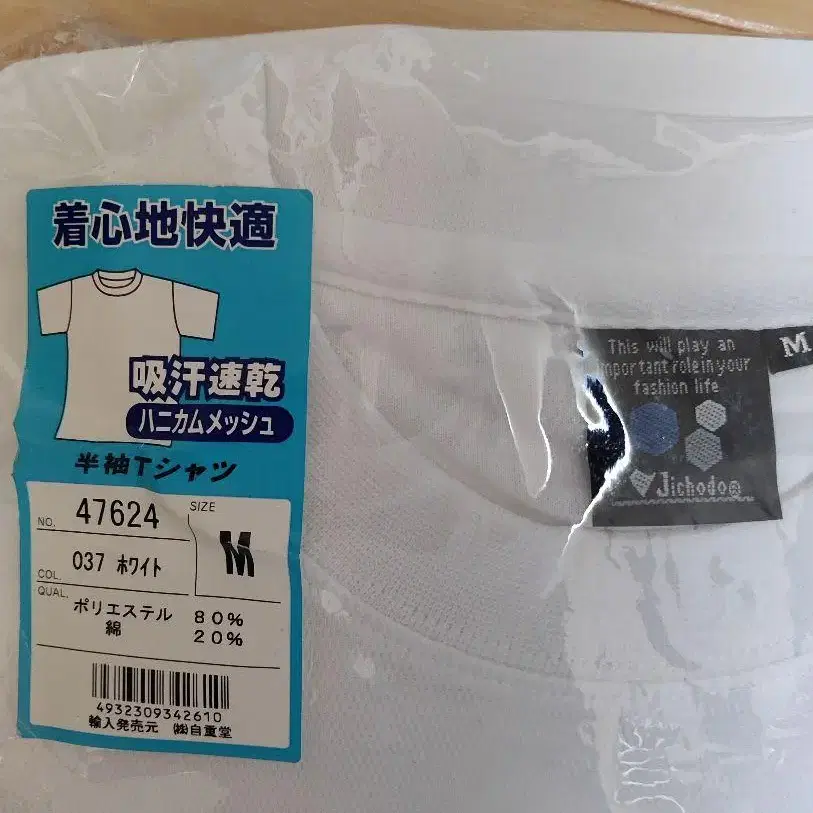 着心地快適
吸汗速乾
ハニカムメッシュ
半袖Tシャツ
NO. 47624
SIZE
M
COL. 037 ホワイト
QUAL. ポリエステル 80%
綿 20%
4932309342610
輸入発売元 ㈱自重堂
This will play an
important role in your
fashion life
Jichodo®
M